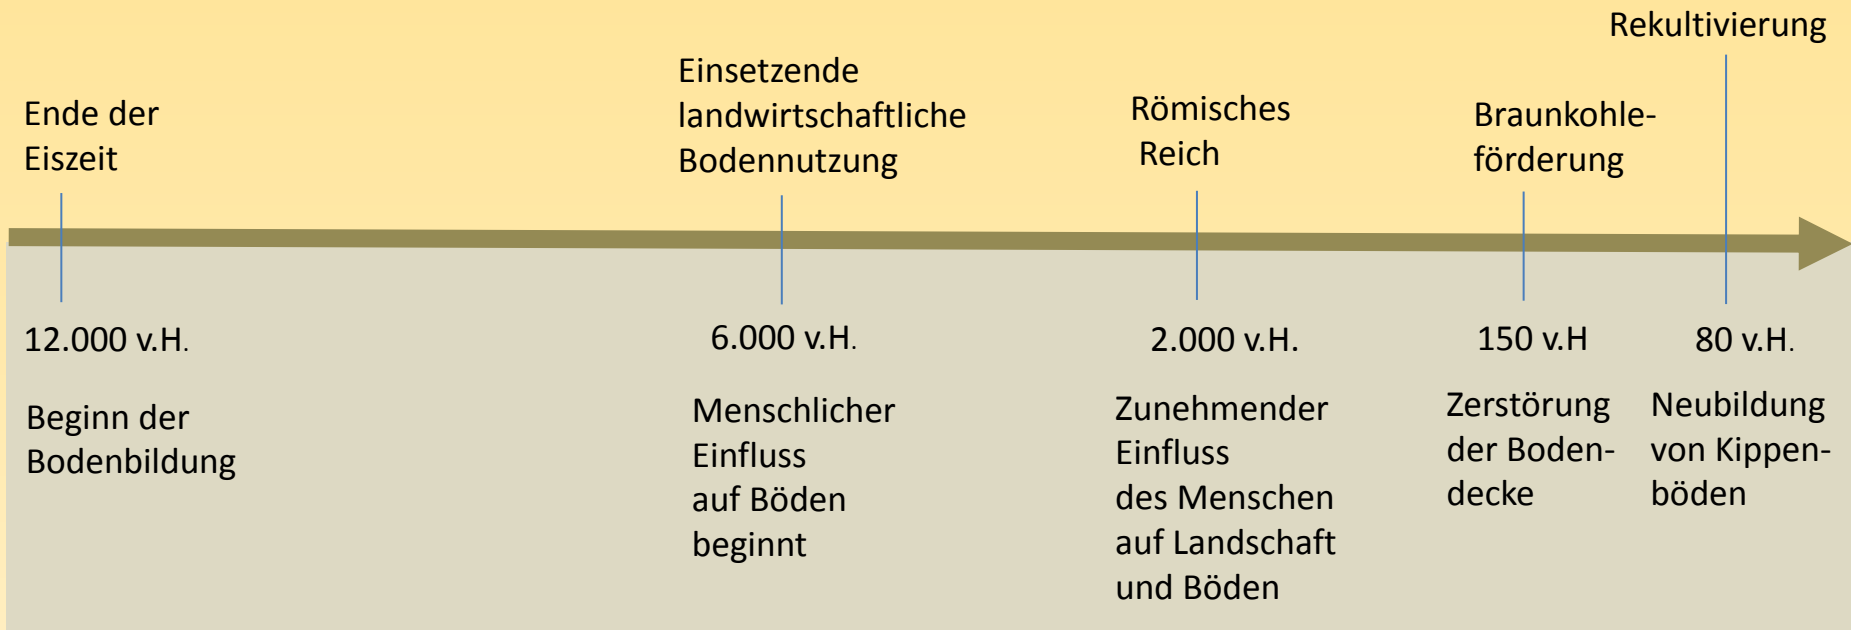 Ende der
Eiszeit
Einsetzende
landwirtschaftliche
Bodennutzung
Römisches
Reich
Braunkohle-
förderung
Rekultivierung
12.000 v.H.
6.000 v.H.
2.000 v.H.
150 v.H
80 v.H.
Beginn der
Bodenbildung
Menschlicher
Einfluss
auf Böden
beginnt
Zunehmender
Einfluss
des Menschen
auf Landschaft
und Böden
Zerstörung
der Boden-
decke
Neubildung
von Kippen-
böden